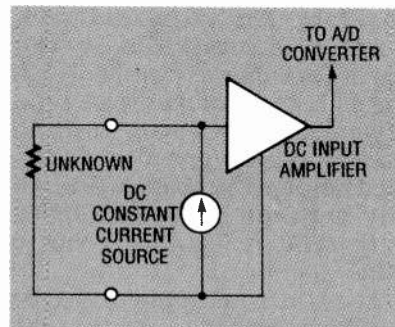 TO A/D
CONVERTER
UNKNOWN
DC INPUT
AMPLIFIER
DC
CONSTANT
CURRENT
SOURCE